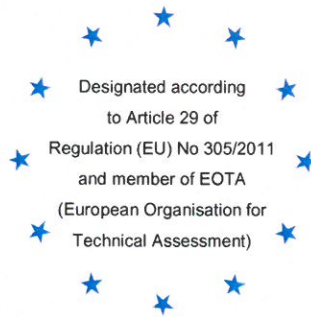 Designated according
to Article 29 of
Regulation (EU) No 305/2011
and member of EOTA
(European Organisation for
Technical Assessment)